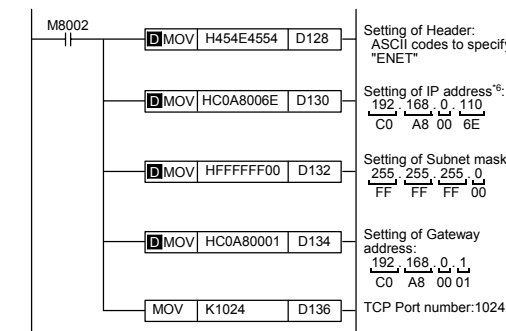 M8002
D MOV H454E4554 D128
Setting of Header:
ASCII codes to specify
"ENET"
D MOV HC0A8006E D130
Setting of IP address*6:
192 . 168 . 0 . 110
C0 A8 00 6E
D MOV HFFFFFF00 D132
Setting of Subnet mask
255 . 255 . 255 . 0
FF FF FF 00
D MOV HC0A80001 D134
Setting of Gateway
address:
192 . 168 . 0 . 1
C0 A8 00 01
MOV K1024 D136
TCP Port number:1024